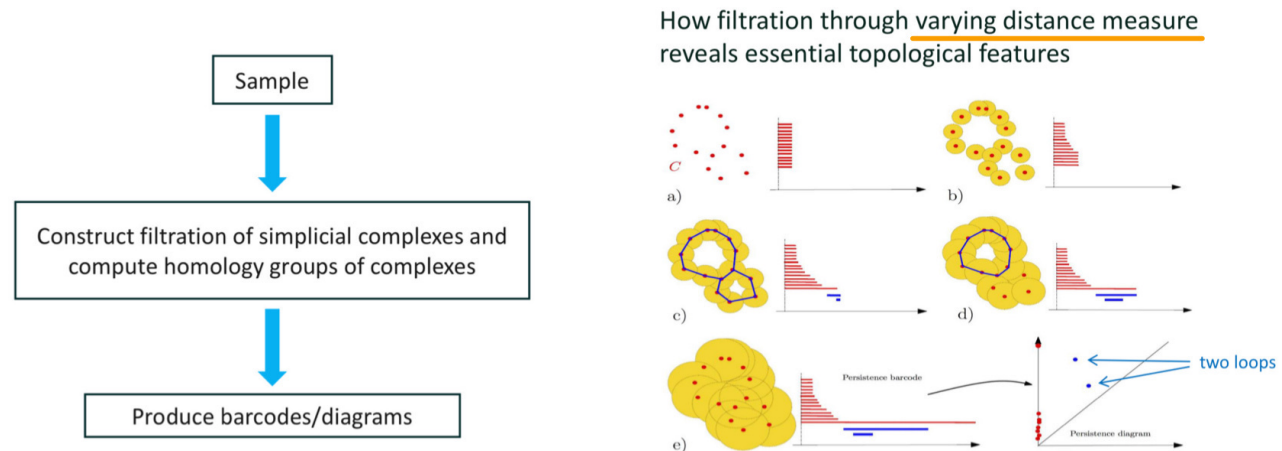 Sample
Construct filtration of simplicial complexes and
compute homology groups of complexes
Produce barcodes/diagrams
How filtration through varying distance measure
reveals essential topological features
C
a)
b)
c)
d)
e)
Persistence barcode
two loops
Persistence diagram